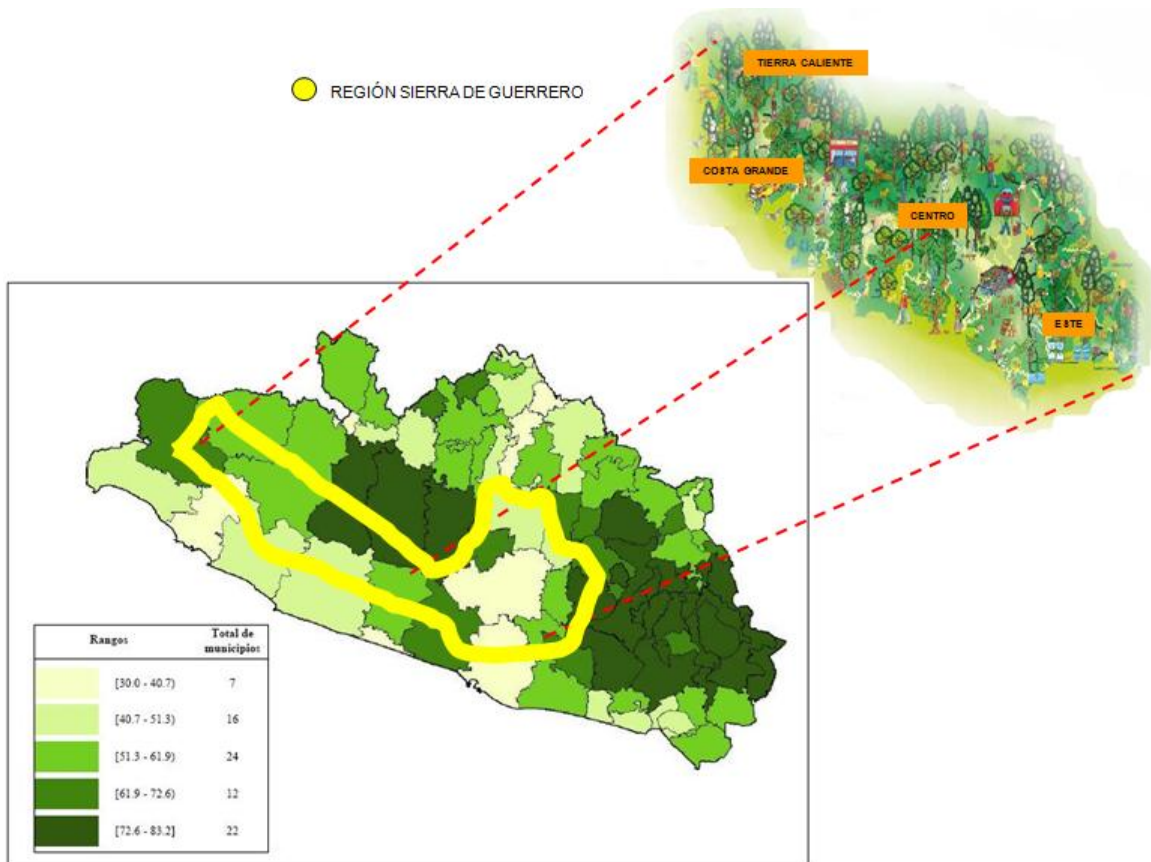 TIERRA CALIENTE
REGIÓN SIERRA DE GUERRERO
COSTA GRANDE
CENTRO
ESTE
Rangos Total de municipios
[30.0 - 40.7) 7
[40.7 - 51.3) 16
[51.3 - 61.9) 24
[61.9 - 72.6) 12
[72.6 - 83.2] 22